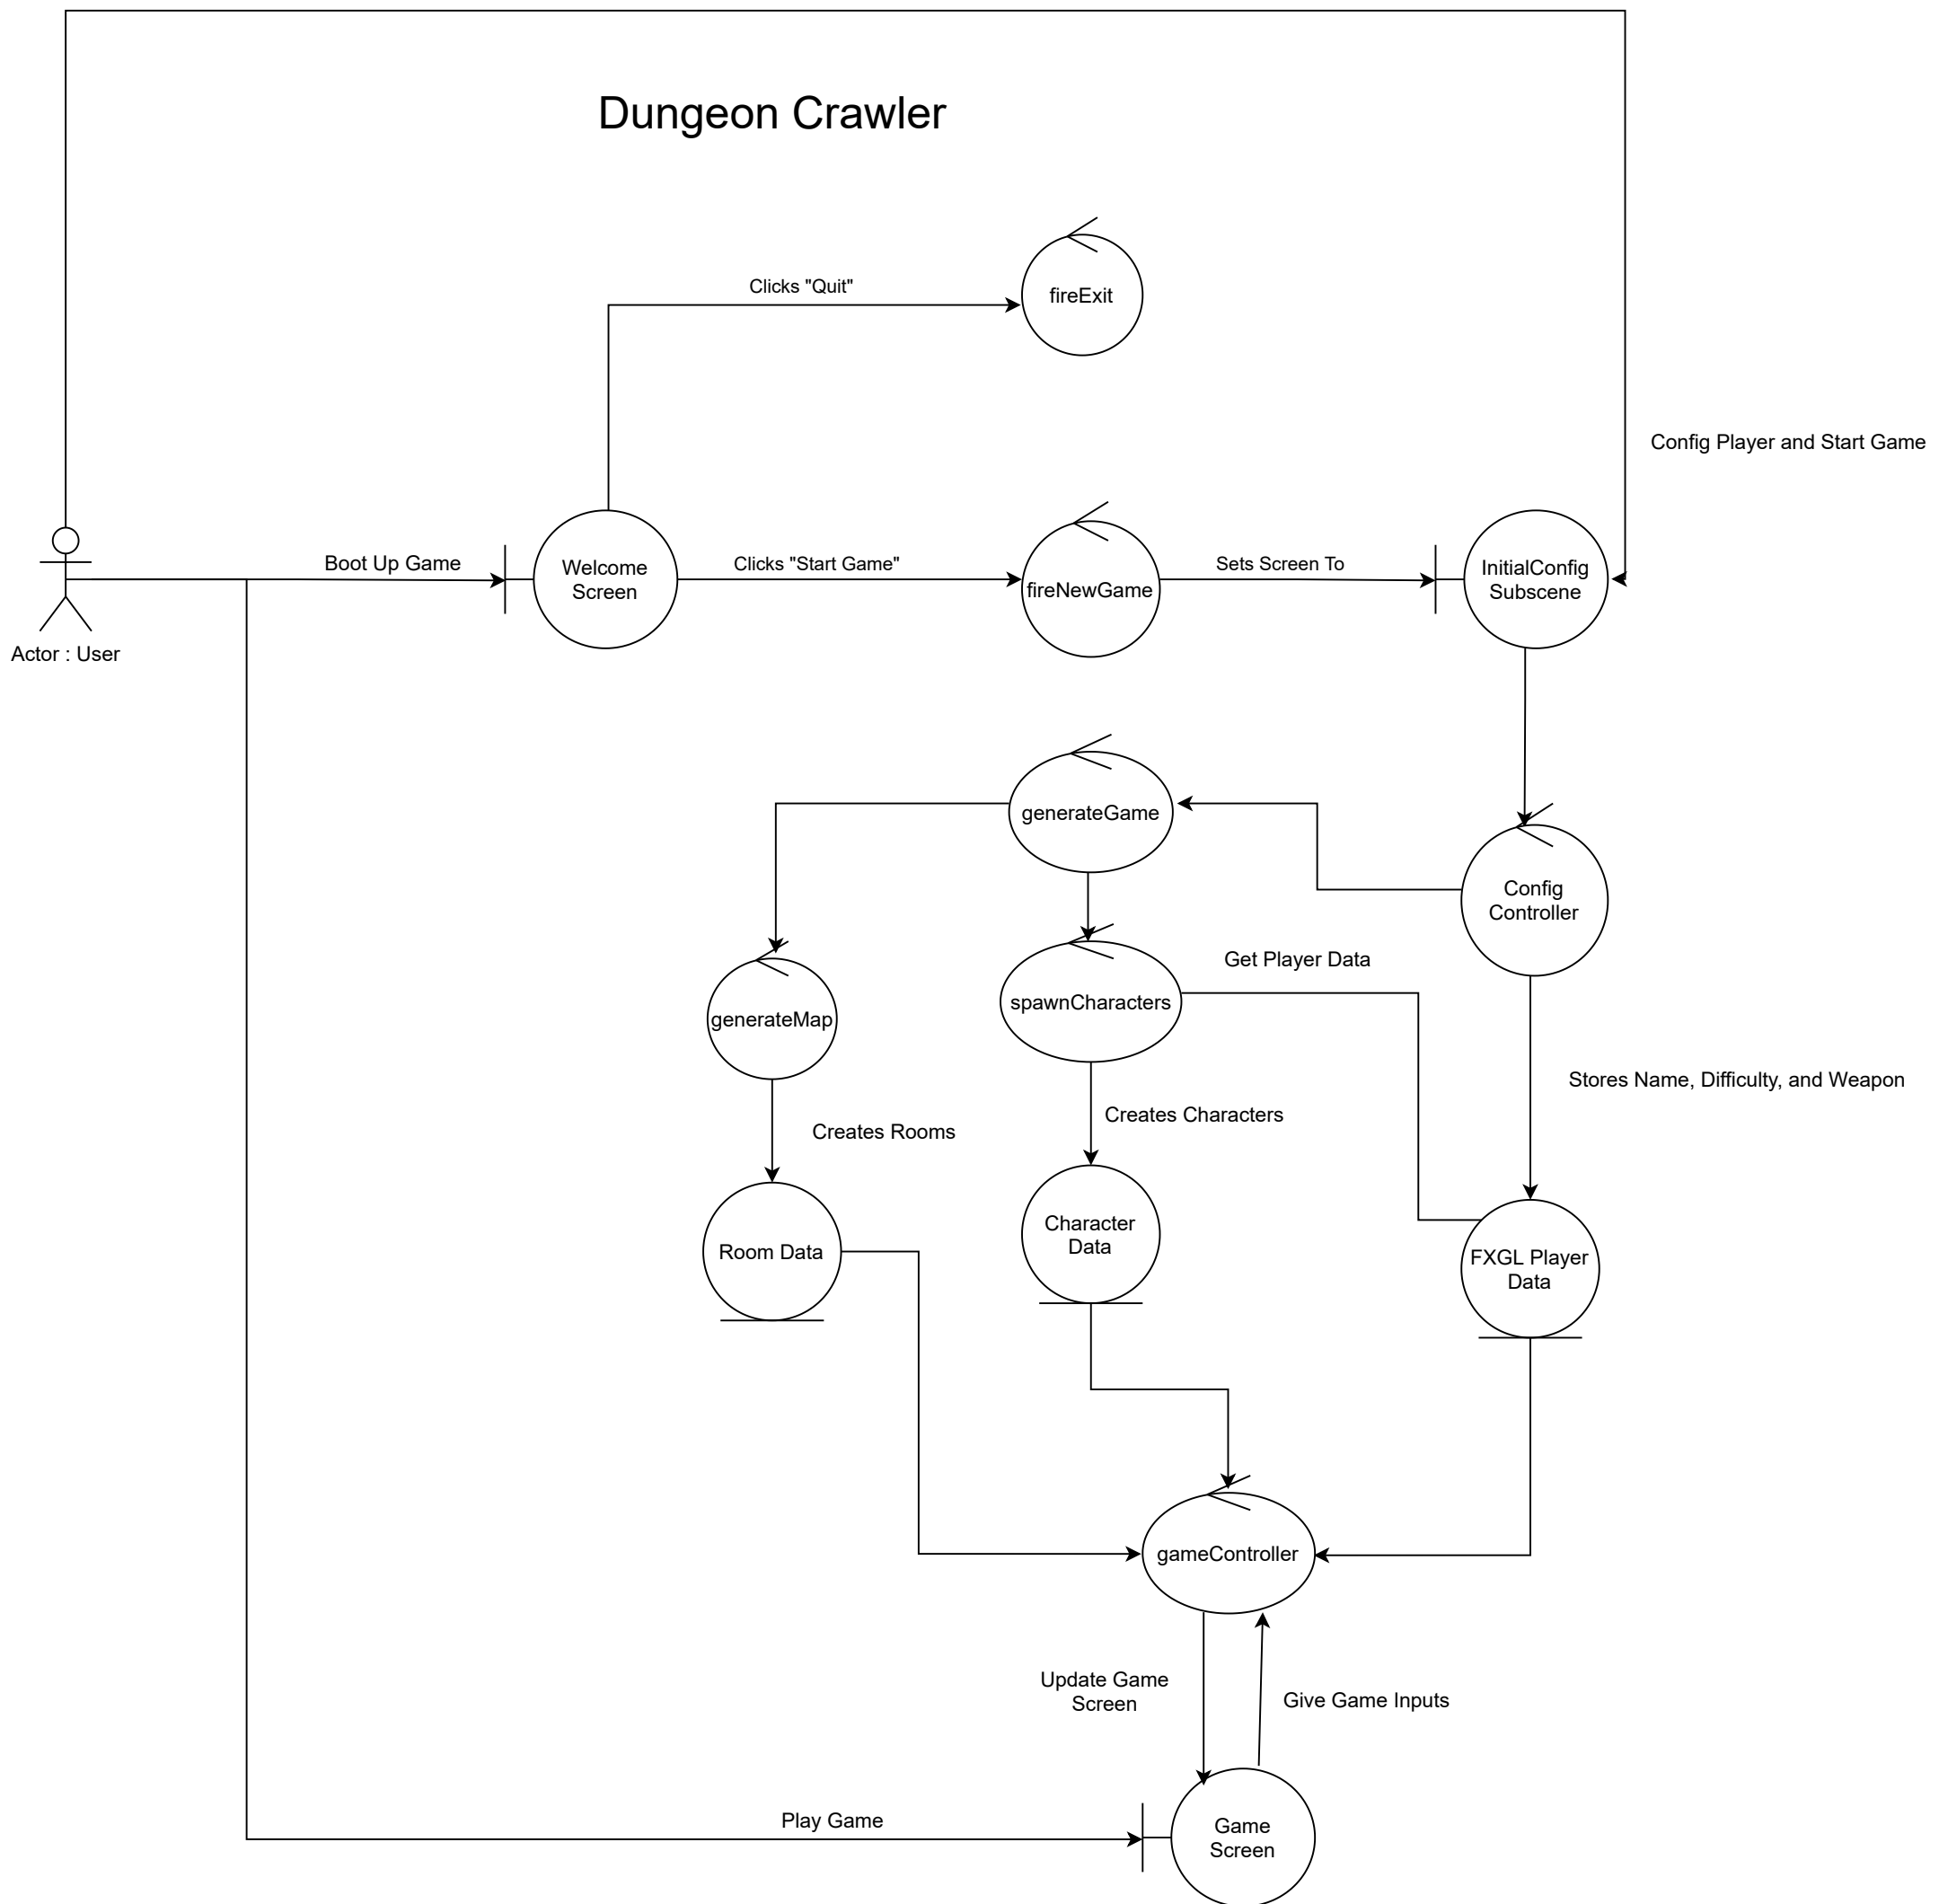 Dungeon Crawler
Clicks "Quit"
fireExit
Config Player and Start Game
Actor : User
Boot Up Game
Welcome
Screen
Clicks "Start Game"
fireNewGame
Sets Screen To
InitialConfig
Subscene
generateGame
Config
Controller
generateMap
spawnCharacters
Get Player Data
Stores Name, Difficulty, and Weapon
Creates Rooms
Creates Characters
Room Data
Character
Data
FXGL Player
Data
gameController
Update Game
Screen
Give Game Inputs
Play Game
Game
Screen